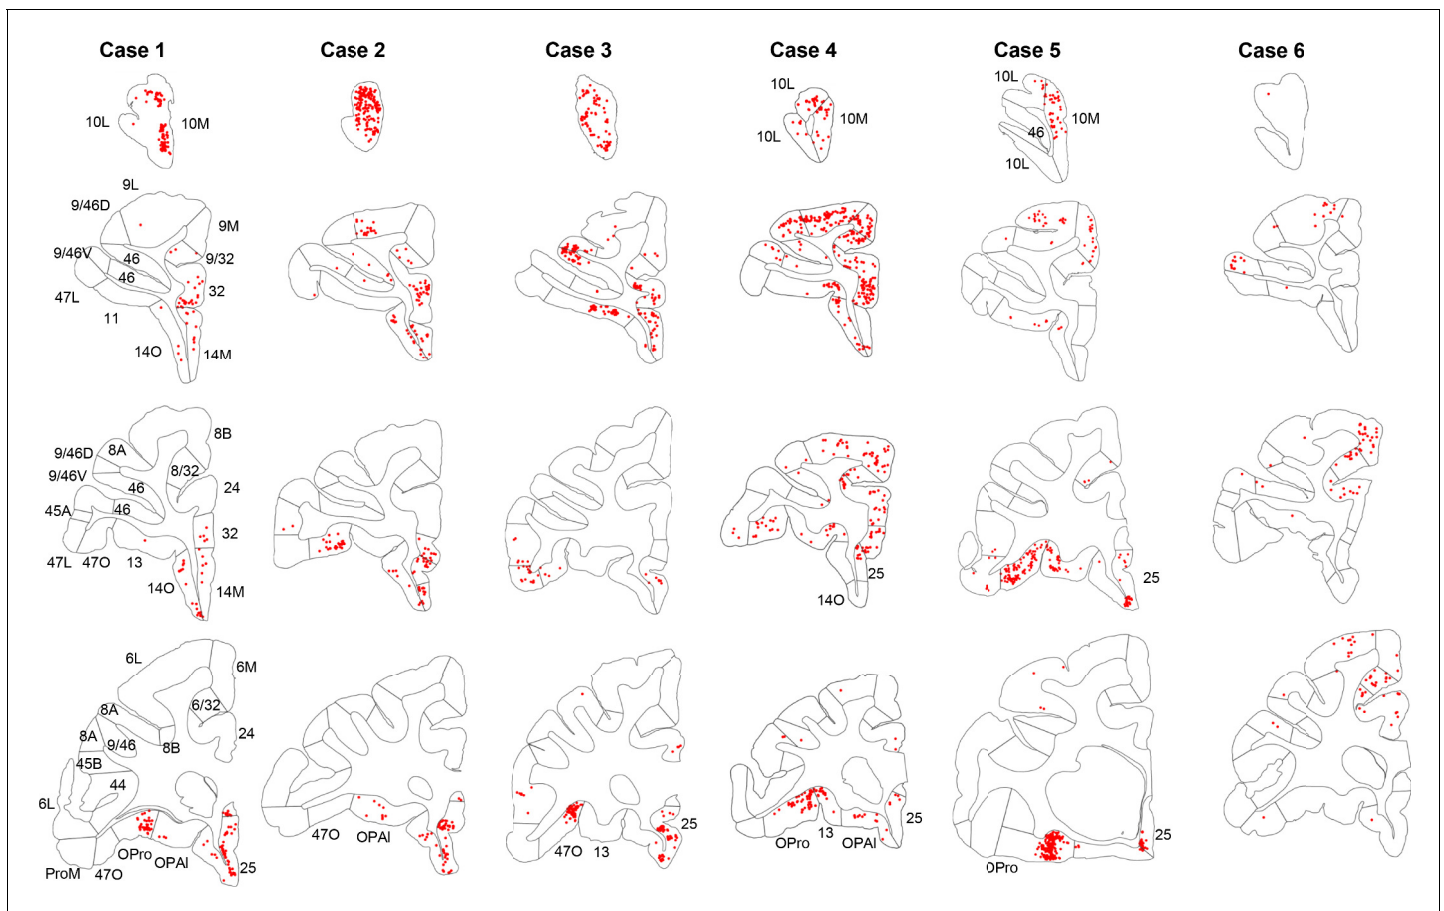 Case 1 Case 2 Case 3 Case 4 Case 5 Case 6
10L 10M
10L 10M 10L
10L 10M 46 10L
9L
9/46D 9M
9/46V 46 9/32
46 32
47L
11
14O 14M
8B
9/46D 8A
9/46V 8/32
46 24
45A 46
32
47L 47O 13
14O 14M
25
14O
25
6L 6M
6/32
8A
8A 24
9/46 8B
45B
44
6L
OPro
OPAl
ProM 47O 25
47O OPAl
25
47O 13
25
OPro 13 OPAl
25
OPro